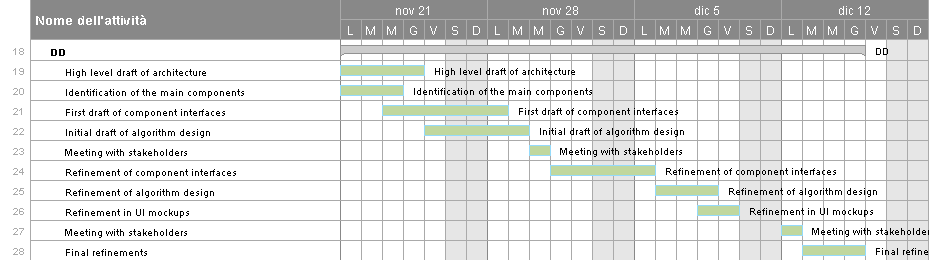 Nome dell'attività
nov 21 nov 28 dic 5 dic 12
L M M G V S D L M M G V S D L M M G V S D L M M G V S D
18 DD DD
19 High level draft of architecture High level draft of architecture
20 Identification of the main components Identification of the main components
21 First draft of component interfaces First draft of component interfaces
22 Initial draft of algorithm design Initial draft of algorithm design
23 Meeting with stakeholders Meeting with stakeholders
24 Refinement of component interfaces Refinement of component interfaces
25 Refinement of algorithm design Refinement of algorithm design
26 Refinement in UI mockups Refinement in UI mockups
27 Meeting with stakeholders Meeting with stakeholder
28 Final refinements Final refine